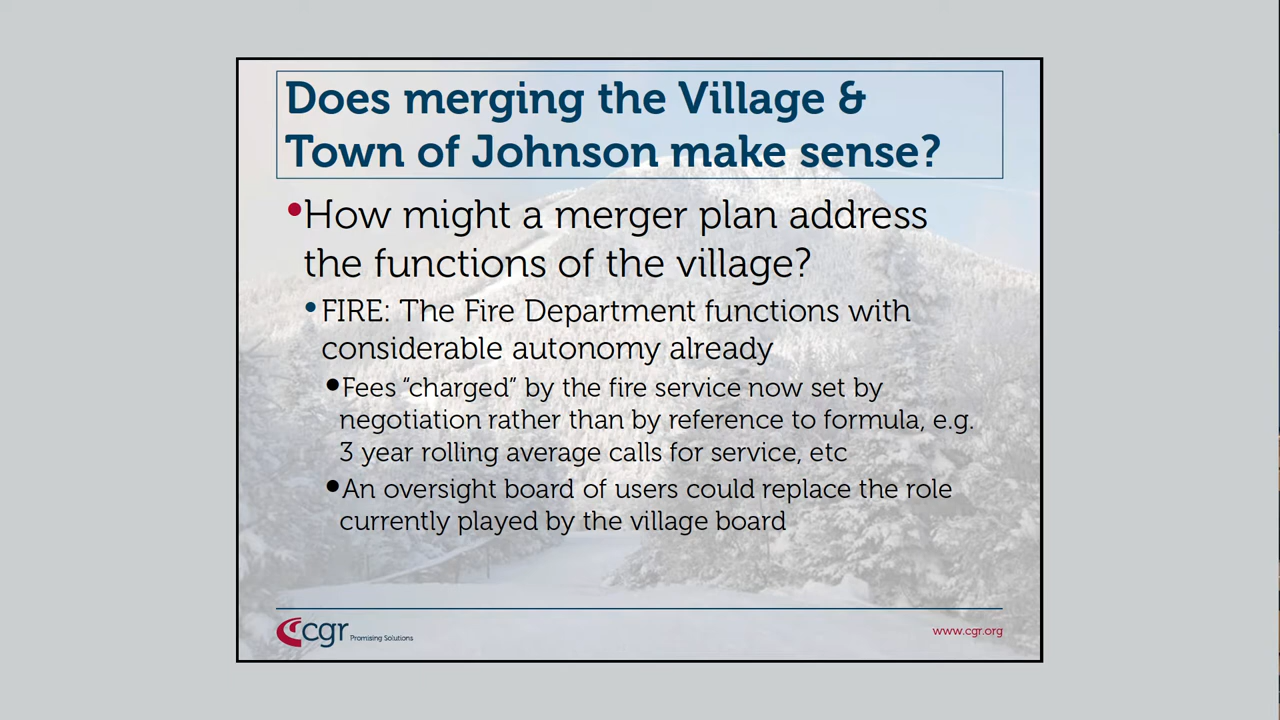 Does merging the Village &
Town of Johnson make sense?
•How might a merger plan address
the functions of the village?
•FIRE: The Fire Department functions with
considerable autonomy already
●Fees “charged” by the fire service now set by
negotiation rather than by reference to formula, e.g.
3 year rolling average calls for service, etc
●An oversight board of users could replace the role
currently played by the village board
cgr Promising Solutions
www.cgr.org